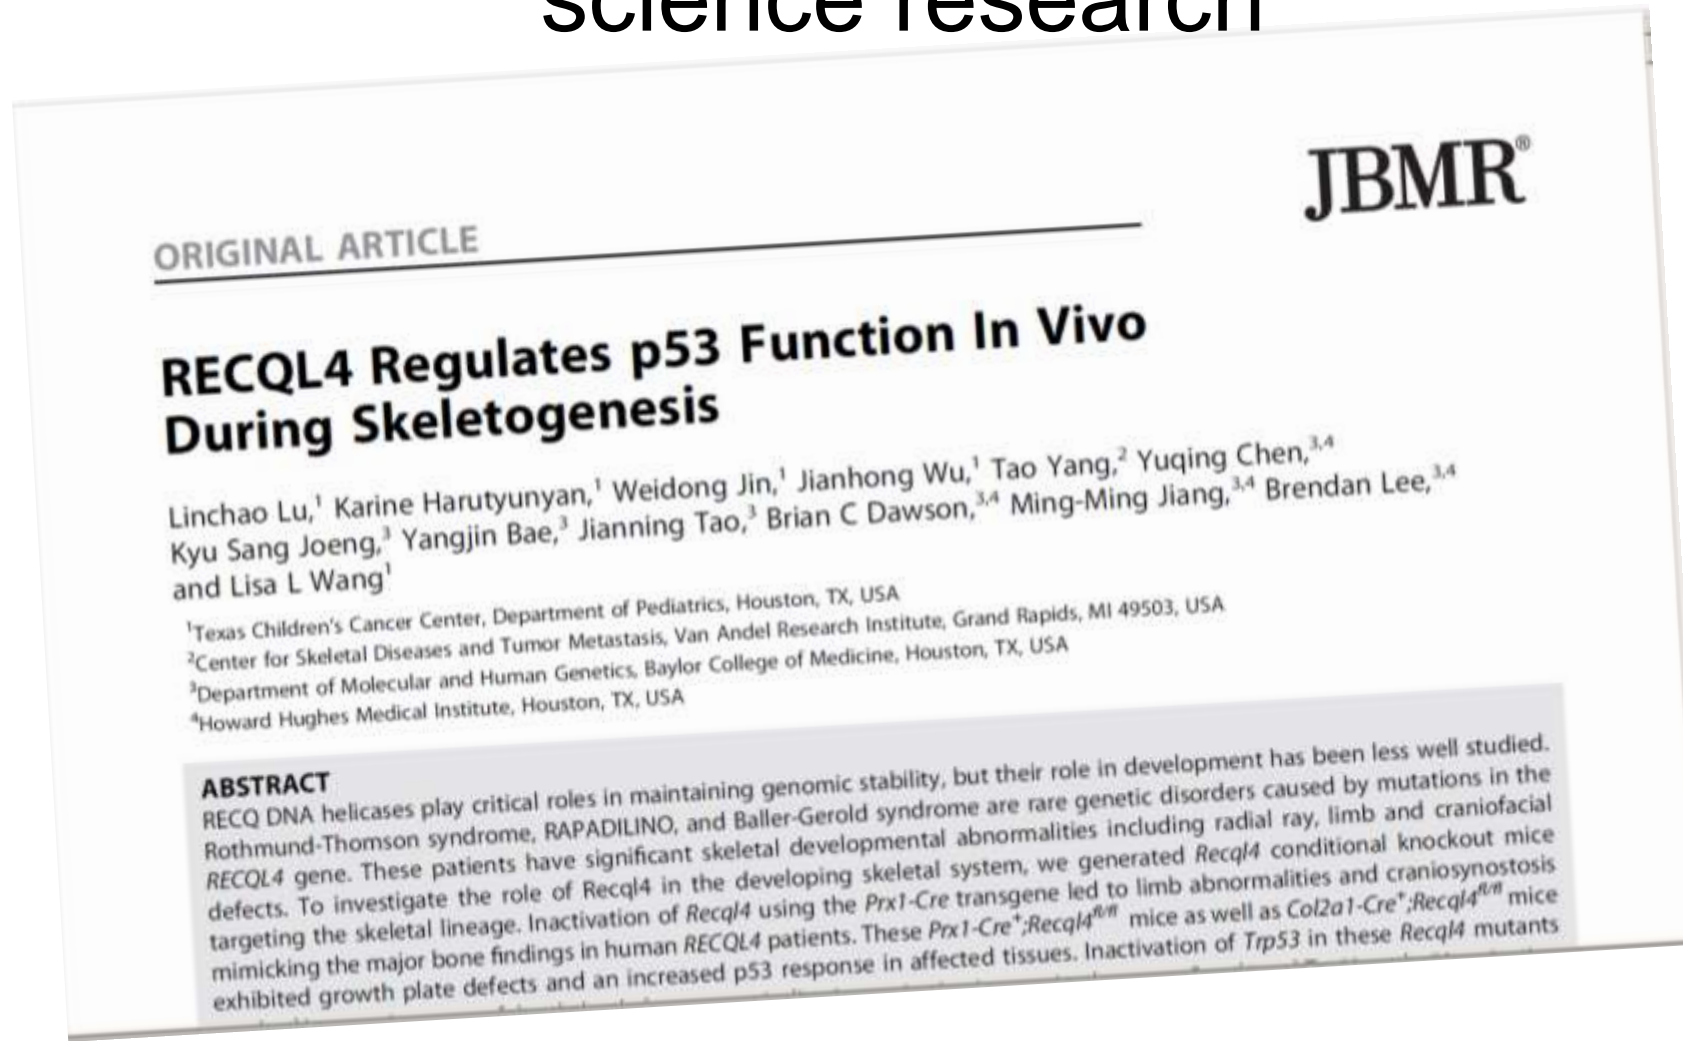 science research
JBMR®
ORIGINAL ARTICLE
RECQL4 Regulates p53 Function In Vivo
During Skeletogenesis
Linchao Lu,¹ Karine Harutyunyan,¹ Weidong Jin,¹ Jianhong Wu,¹ Tao Yang,² Yuqing Chen,³,⁴
Kyu Sang Joeng,³ Yangjin Bae,³ Jianning Tao,³ Brian C Dawson,³,⁴ Ming-Ming Jiang,³,⁴ Brendan Lee,³,⁴
and Lisa L Wang¹
¹Texas Children's Cancer Center, Department of Pediatrics, Houston, TX, USA
²Center for Skeletal Diseases and Tumor Metastasis, Van Andel Research Institute, Grand Rapids, MI 49503, USA
³Department of Molecular and Human Genetics, Baylor College of Medicine, Houston, TX, USA
⁴Howard Hughes Medical Institute, Houston, TX, USA
ABSTRACT
RECQ DNA helicases play critical roles in maintaining genomic stability, but their role in development has been less well studied.
Rothmund-Thomson syndrome, RAPADILINO, and Baller-Gerold syndrome are rare genetic disorders caused by mutations in the
RECQL4 gene. These patients have significant skeletal developmental abnormalities including radial ray, limb and craniofacial
defects. To investigate the role of Recql4 in the developing skeletal system, we generated Recql4 conditional knockout mice
targeting the skeletal lineage. Inactivation of Recql4 using the Prx1-Cre transgene led to limb abnormalities and craniosynostosis
mimicking the major bone findings in human RECQL4 patients. These Prx1-Cre⁺;Recql4fl/fl mice as well as Col2a1-Cre⁺;Recql4fl/fl mice
exhibited growth plate defects and an increased p53 response in affected tissues. Inactivation of Trp53 in these Recql4 mutants